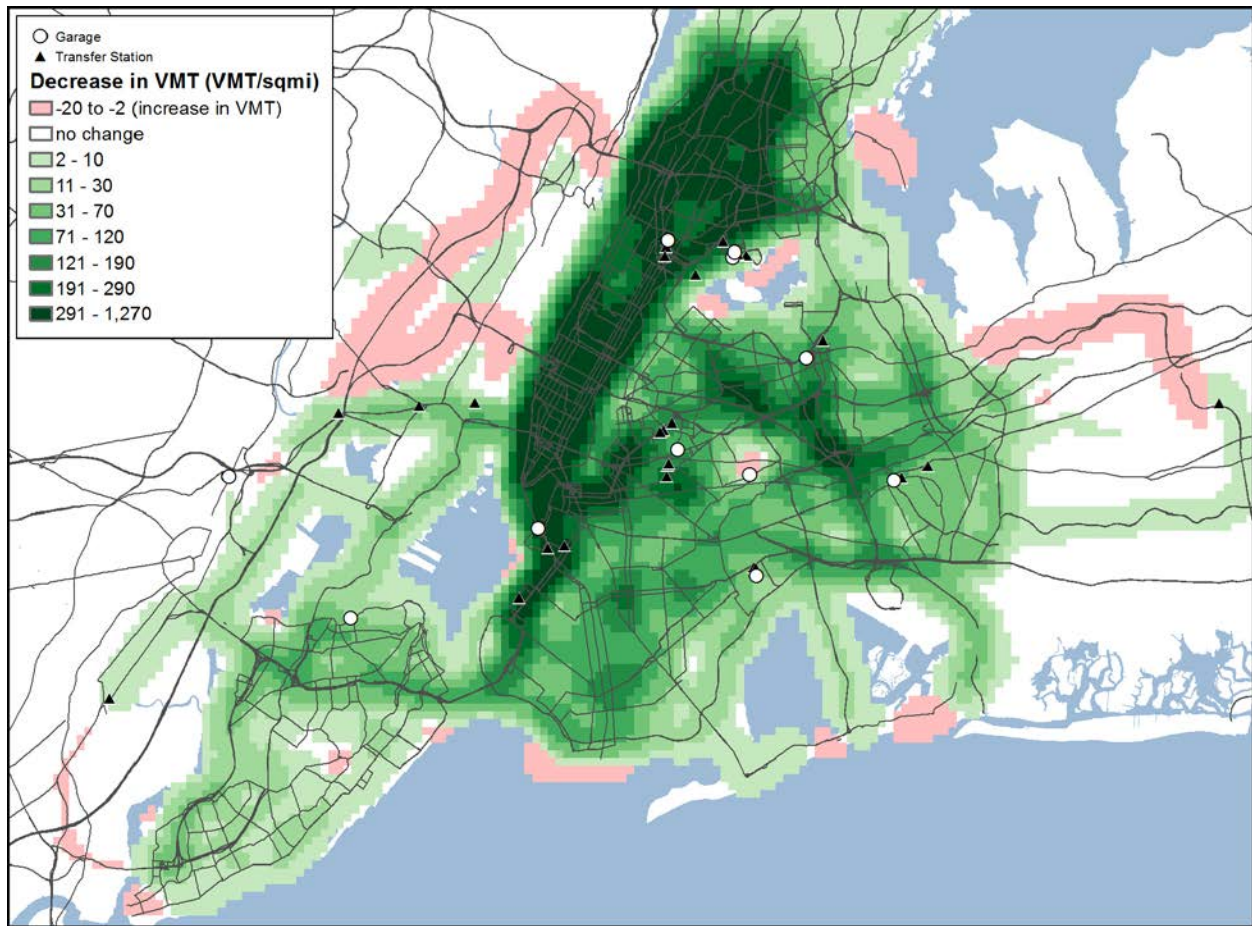 Garage
Transfer Station
Decrease in VMT (VMT/sqmi)
-20 to -2 (increase in VMT)
no change
2 - 10
11 - 30
31 - 70
71 - 120
121 - 190
191 - 290
291 - 1,270